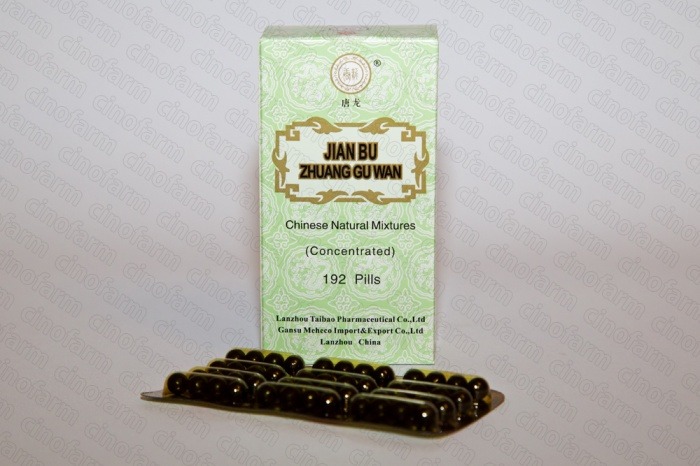 ®
唐龙
JIAN BU
ZHUANG GU WAN
Chinese Natural Mixtures
(Concentrated)
192 Pills
Lanzhou Taibao Pharmaceutical Co.,Ltd
Gansu Meheco Import&Export Co.,Ltd
Lanzhou China
cinofarm